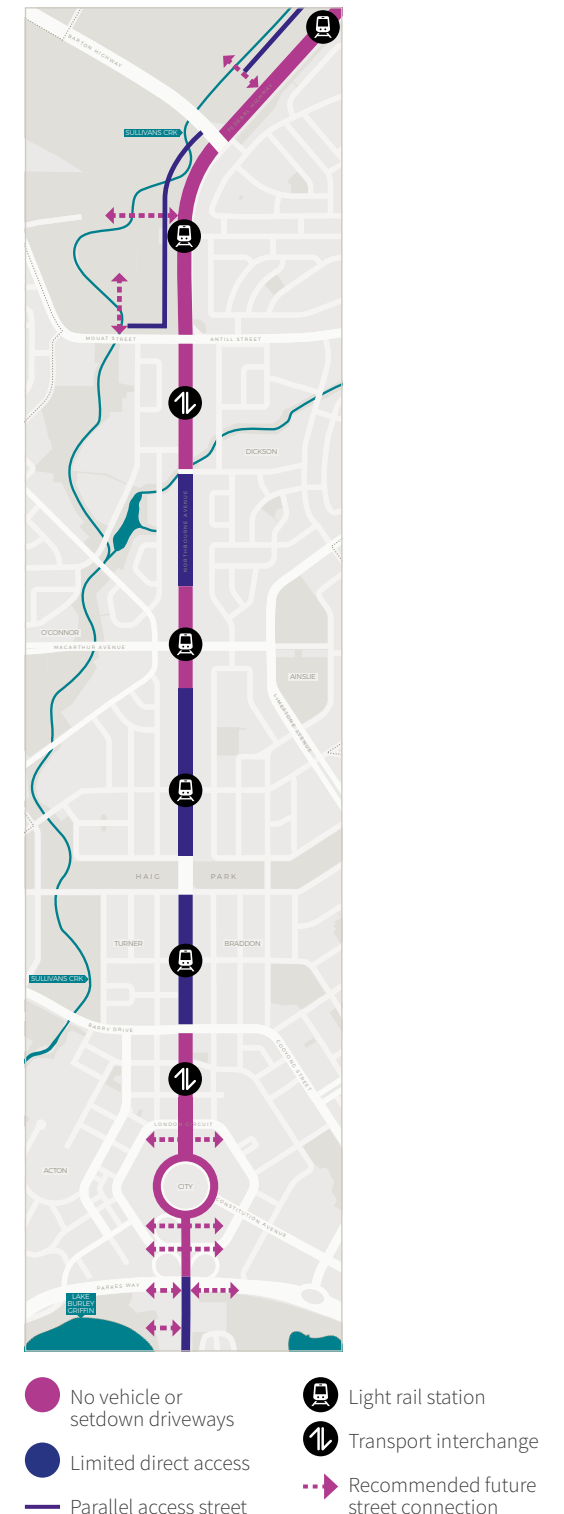 BARTON HIGHWAY
FEDERAL HIGHWAY
SULLIVANS CRK
MOUAT STREET
ANTILL STREET
DICKSON
NORTHBOURNE AVENUE
O'CONNOR
MACARTHUR AVENUE
AINSLIE
LIMESTONE AVENUE
HAIG
PARK
TURNER
BRADDON
SULLIVANS CRK
BARRY DRIVE
COOYONG STREET
LONDON CIRCUIT
ACTON
CITY
CONSTITUTION AVENUE
PARKES WAY
LAKE
BURLEY
GRIFFIN
No vehicle or
setdown driveways
Limited direct access
Parallel access street
Light rail station
Transport interchange
Recommended future
street connection